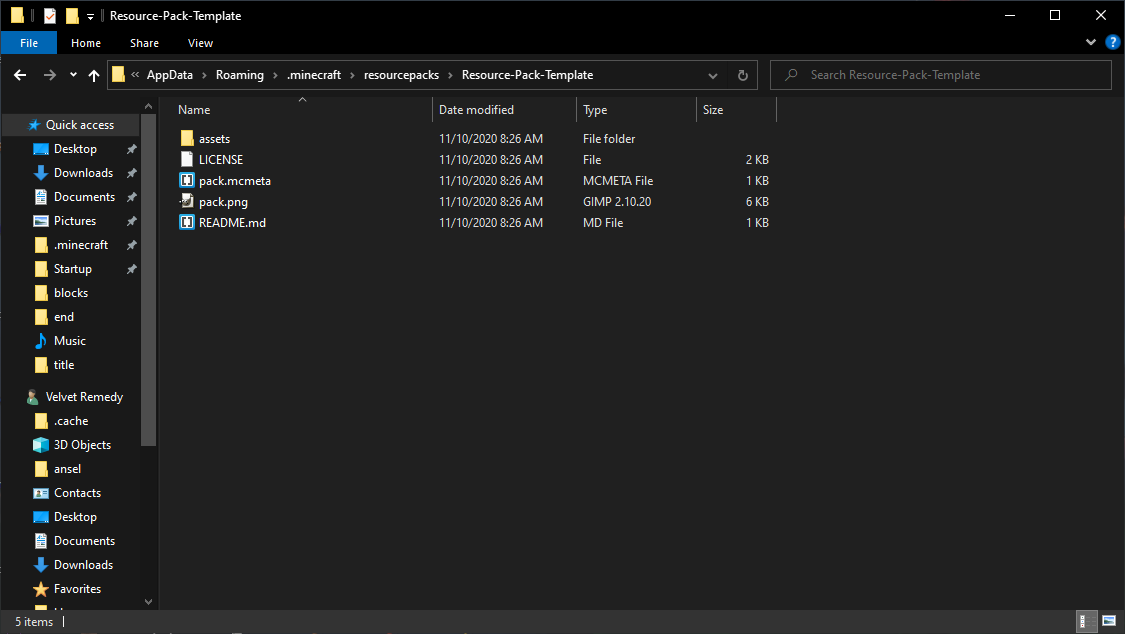 Resource-Pack-Template
File Home Share View
AppData Roaming .minecraft resourcepacks Resource-Pack-Template Search Resource-Pack-Template
Name Date modified Type Size
Quick access
Desktop
Downloads
Documents
Pictures
.minecraft
Startup
blocks
end
Music
title
Velvet Remedy
.cache
3D Objects
ansel
Contacts
Desktop
Documents
Downloads
Favorites
assets 11/10/2020 8:26 AM File folder
LICENSE 11/10/2020 8:26 AM File 2 KB
pack.mcmeta 11/10/2020 8:26 AM MCMETA File 1 KB
pack.png 11/10/2020 8:26 AM GIMP 2.10.20 6 KB
README.md 11/10/2020 8:26 AM MD File 1 KB
5 items